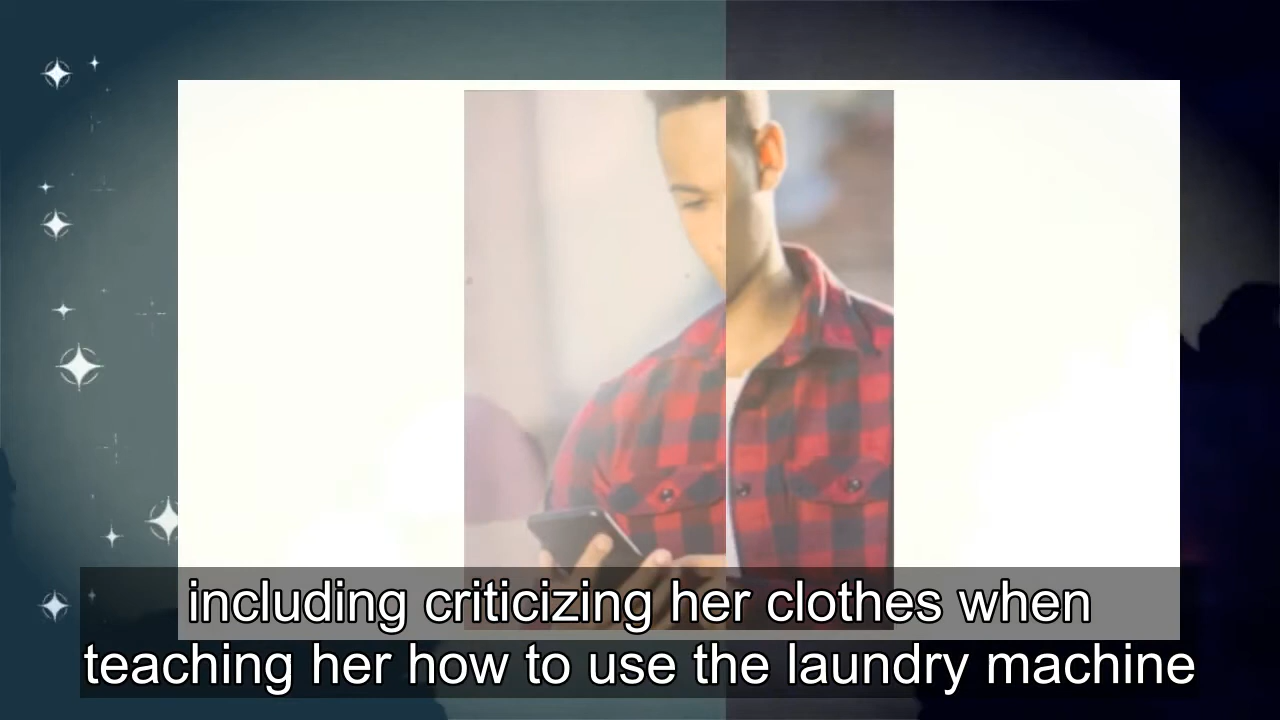 including criticizing her clothes when
teaching her how to use the laundry machine